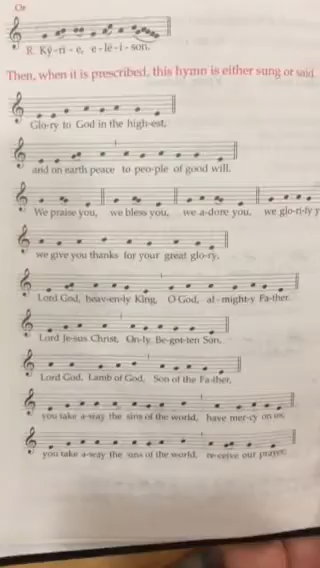 Or
R. Ký - ri - e, e - le - i - son.
Then, when it is prescribed, this hymn is either sung or said
Glo-ry to God in the high-est,
and on earth peace to peo-ple of good will.
We praise you, we bless you, we a-dore you, we glo-ri-fy y
we give you thanks for your great glo-ry,
Lord God, heav-en-ly King, O God, al-might-y Fa-ther.
Lord Je-sus Christ, On-ly Be-got-ten Son,
Lord God, Lamb of God, Son of the Fa-ther,
you take a-way the sins of the world, have mer-cy on us;
you take a-way the sins of the world, re-ceive our prayer;